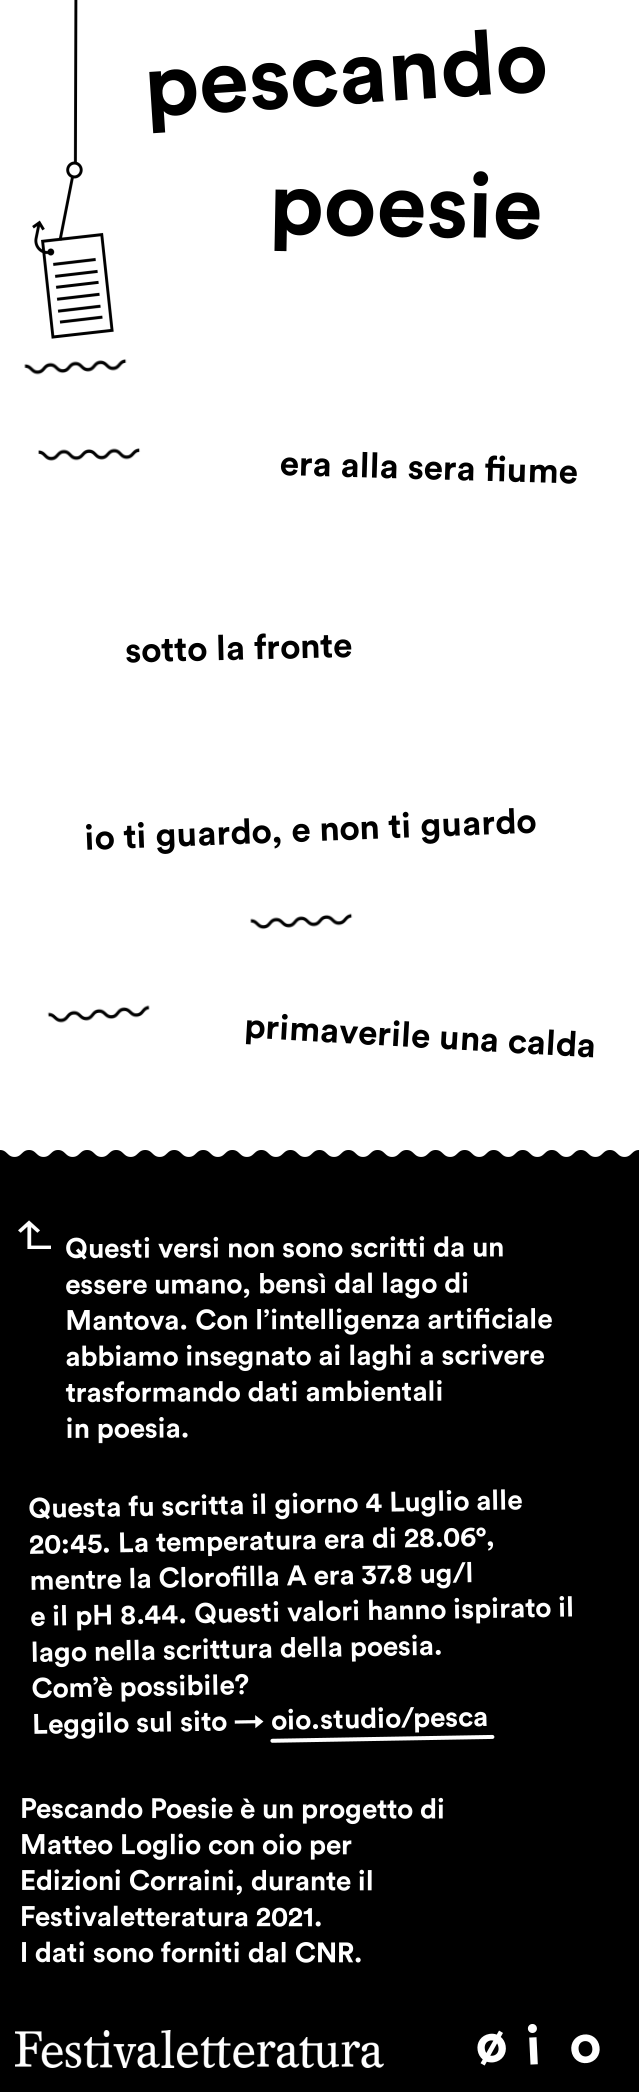 pescando
poesie
era alla sera fiume
sotto la fronte
io ti guardo, e non ti guardo
primaverile una calda
Questi versi non sono scritti da un
essere umano, bensì dal lago di
Mantova. Con l'intelligenza artificiale
abbiamo insegnato ai laghi a scrivere
trasformando dati ambientali
in poesia.
Questa fu scritta il giorno 4 Luglio alle
20:45. La temperatura era di 28.06°,
mentre la Clorofilla A era 37.8 ug/l
e il pH 8.44. Questi valori hanno ispirato il
lago nella scrittura della poesia.
Com'è possibile?
Leggilo sul sito → oio.studio/pesca
Pescando Poesie è un progetto di
Matteo Loglio con oio per
Edizioni Corraini, durante il
Festivaletteratura 2021.
I dati sono forniti dal CNR.
Festivaletteratura
ø i o